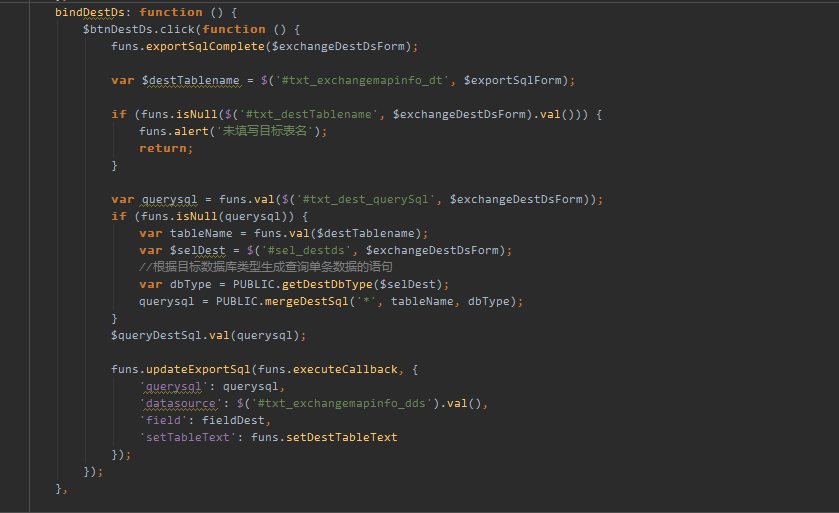 bindDestDs: function () {
$btnDestDs.click(function () {
funs.exportSqlComplete($exchangeDestDsForm);
var $destTablename = $('#txt_exchangemapinfo_dt', $exportSqlForm);
if (funs.isNull($('#txt_destTablename', $exchangeDestDsForm).val())) {
funs.alert('未填写目标表名');
return;
}
var querysql = funs.val($('#txt_dest_querySql', $exchangeDestDsForm));
if (funs.isNull(querysql)) {
var tableName = funs.val($destTablename);
var $selDest = $('#sel_destds', $exchangeDestDsForm);
//根据目标数据库类型生成查询单条数据的语句
var dbType = PUBLIC.getDestDbType($selDest);
querysql = PUBLIC.mergeDestSql('*', tableName, dbType);
}
$queryDestSql.val(querysql);
funs.updateExportSql(funs.executeCallback, {
'querysql': querysql,
'datasource': $('#txt_exchangemapinfo_dds').val(),
'field': fieldDest,
'setTableText': funs.setDestTableText
});
});
},